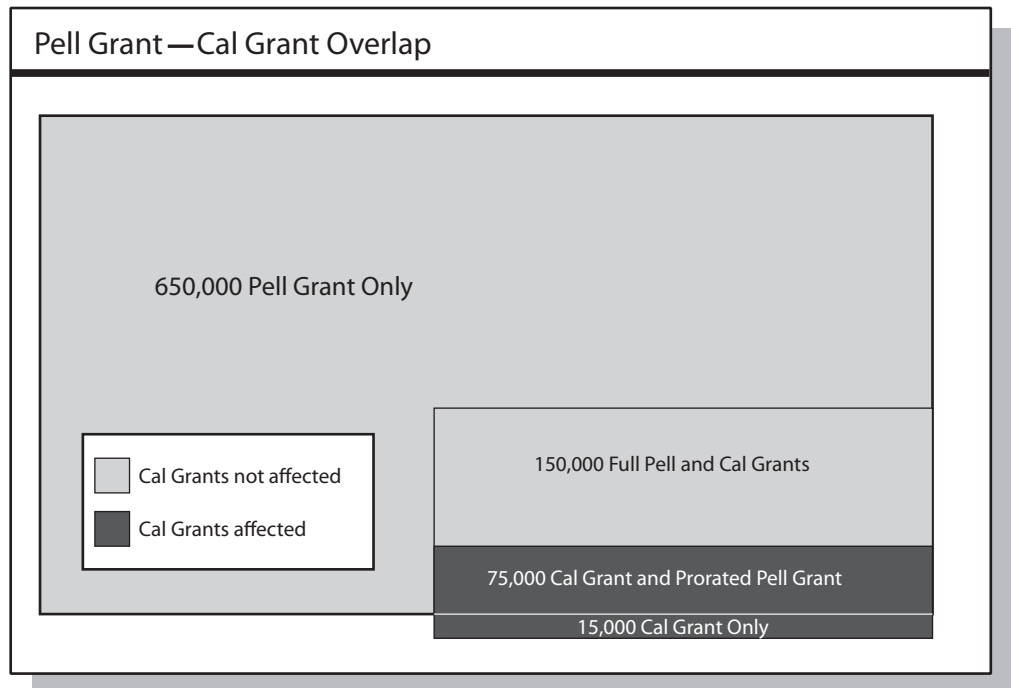 Pell Grant—Cal Grant Overlap
650,000 Pell Grant Only
150,000 Full Pell and Cal Grants
Cal Grants not affected
Cal Grants affected
75,000 Cal Grant and Prorated Pell Grant
15,000 Cal Grant Only